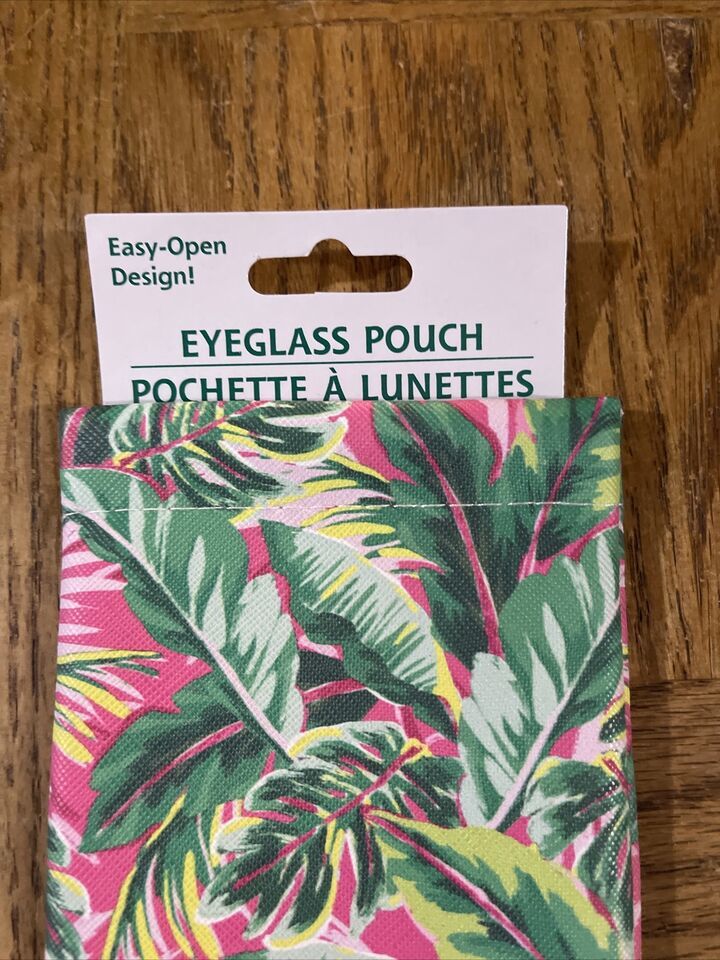 Easy-Open
Design!
EYEGLASS POUCH
POCHETTE À LUNETTES